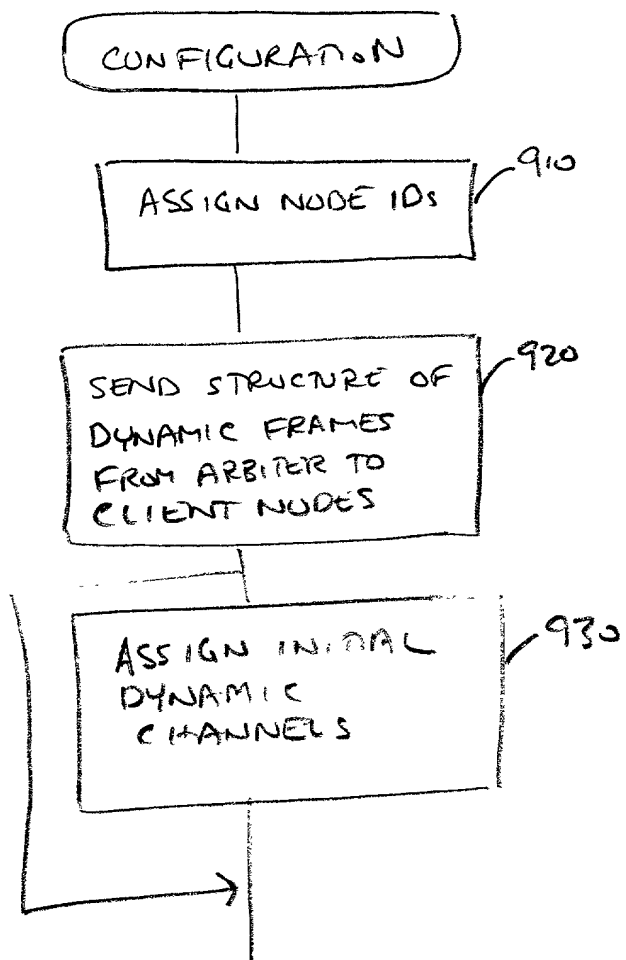 CONFIGURATION
ASSIGN NODE IDs
910
SEND STRUCTURE OF
DYNAMIC FRAMES
FROM ARBITER TO
CLIENT NODES
920
ASSIGN INITIAL
DYNAMIC
CHANNELS
930